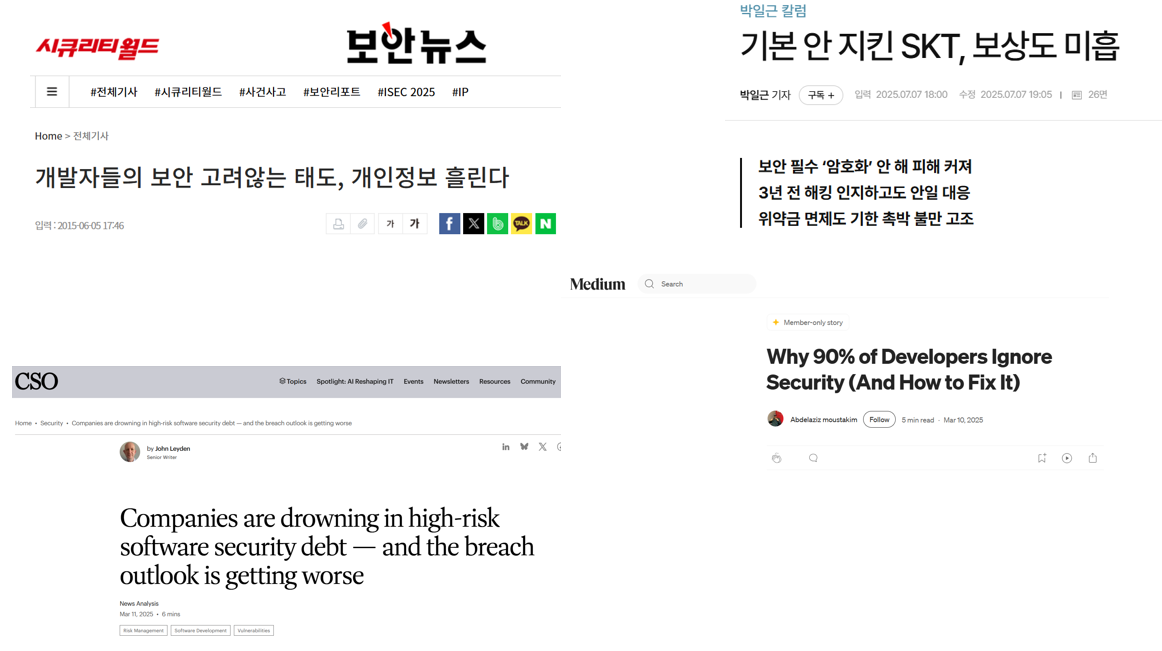 시큐리티월드
보안뉴스
#전체기사 #시큐리티월드 #사건사고 #보안리포트 #ISEC 2025 #IP
Home > 전체기사
개발자들의 보안 고려않는 태도, 개인정보 흘린다
입력 : 2015-06-05 17:46
가 가
f X b TALK N
박일근 칼럼
기본 안 지킨 SKT, 보상도 미흡
박일근 기자 구독 + 입력 2025.07.07 18:00 수정 2025.07.07 19:05 26면
보안 필수 ‘암호화’ 안 해 피해 커져
3년 전 해킹 인지하고도 안일 대응
위약금 면제도 기한 촉박 불만 고조
Medium Search
Member-only story
Why 90% of Developers Ignore
Security (And How to Fix It)
Abdelaziz moustakim Follow 5 min read · Mar 10, 2025
CSO Topics Spotlight: AI Reshaping IT Events Newsletters Resources Community
Home • Security • Companies are drowning in high-risk software security debt — and the breach outlook is getting worse
by John Leyden
Senior Writer
in X
Companies are drowning in high-risk
software security debt — and the breach
outlook is getting worse
News Analysis
Mar 11, 2025 • 6 mins
Risk Management Software Development Vulnerabilities